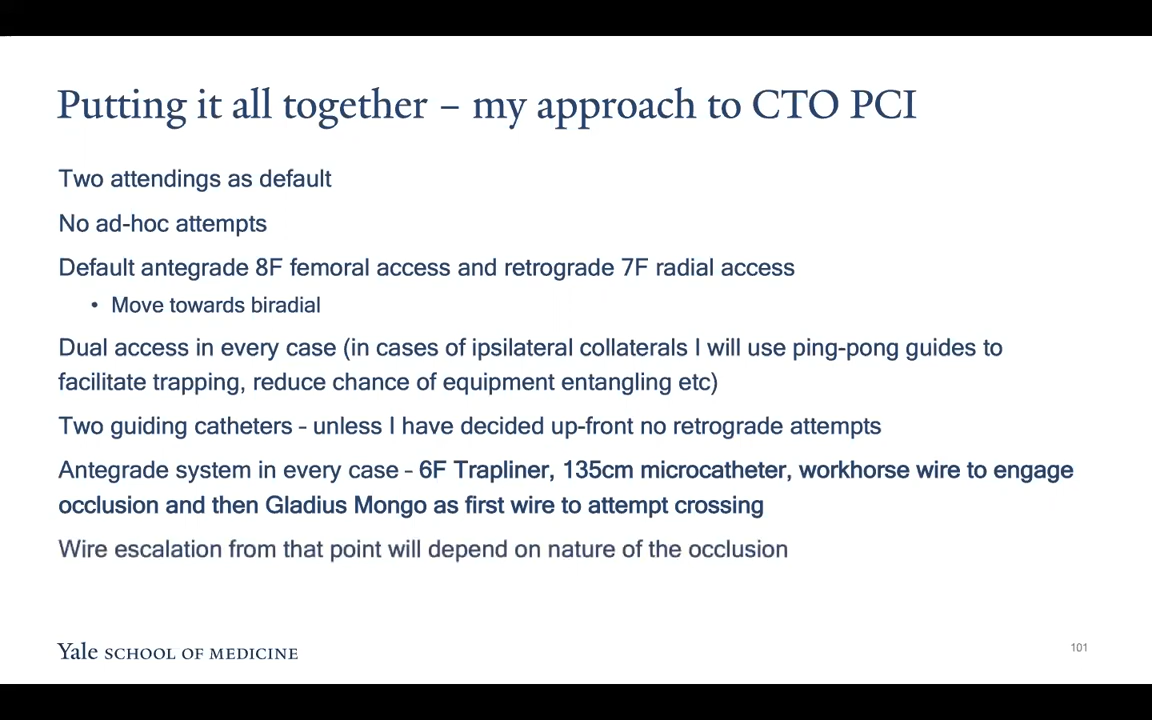 Putting it all together – my approach to CTO PCI
Two attendings as default
No ad-hoc attempts
Default antegrade 8F femoral access and retrograde 7F radial access
• Move towards biradial
Dual access in every case (in cases of ipsilateral collaterals I will use ping-pong guides to
facilitate trapping, reduce chance of equipment entangling etc)
Two guiding catheters – unless I have decided up-front no retrograde attempts
Antegrade system in every case – 6F Trapliner, 135cm microcatheter, workhorse wire to engage
occlusion and then Gladius Mongo as first wire to attempt crossing
Wire escalation from that point will depend on nature of the occlusion
Yale SCHOOL OF MEDICINE
101